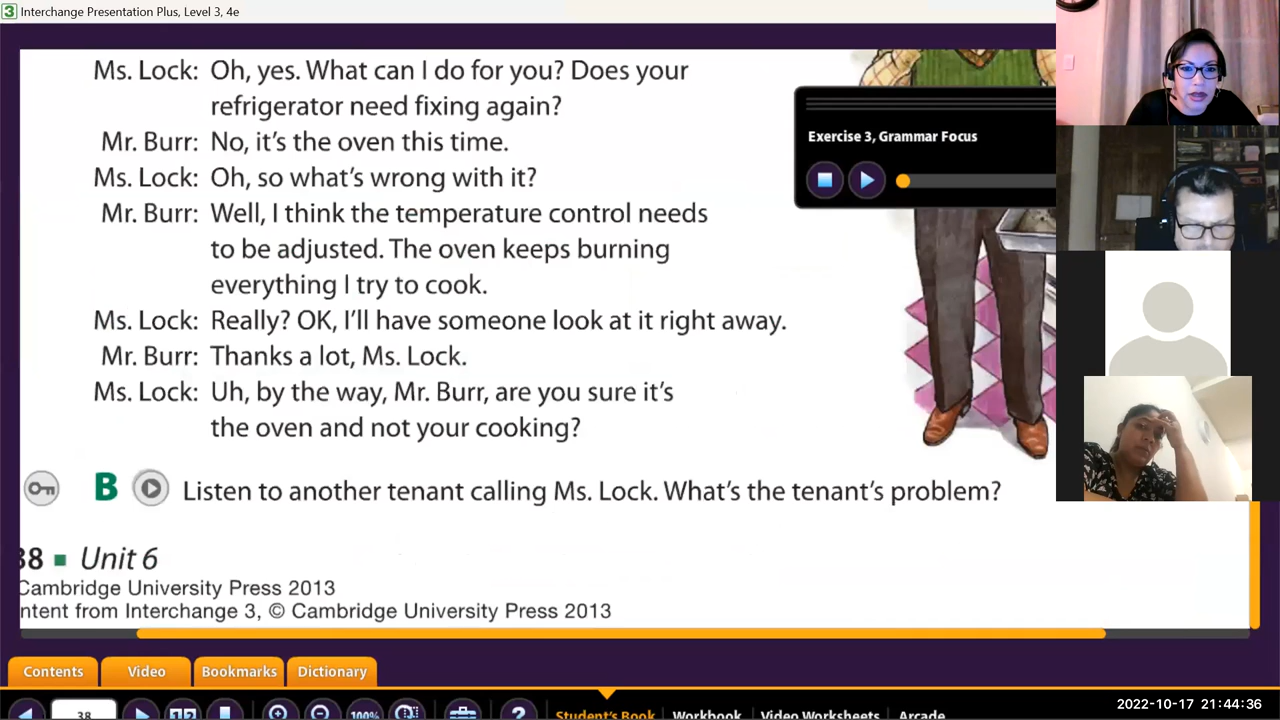 Interchange Presentation Plus, Level 3, 4e
Ms. Lock: Oh, yes. What can I do for you? Does your
refrigerator need fixing again?
Mr. Burr: No, it's the oven this time.
Ms. Lock: Oh, so what's wrong with it?
Mr. Burr: Well, I think the temperature control needs
to be adjusted. The oven keeps burning
everything I try to cook.
Ms. Lock: Really? OK, I'll have someone look at it right away.
Mr. Burr: Thanks a lot, Ms. Lock.
Ms. Lock: Uh, by the way, Mr. Burr, are you sure it's
the oven and not your cooking?
Exercise 3, Grammar Focus
B Listen to another tenant calling Ms. Lock. What's the tenant's problem?
38 ■ Unit 6
Cambridge University Press 2013
ntent from Interchange 3, © Cambridge University Press 2013
Contents Video Bookmarks Dictionary
38 100% ? Student's Book Workbook Video Worksheets Arcade
2022-10-17 21:44:36